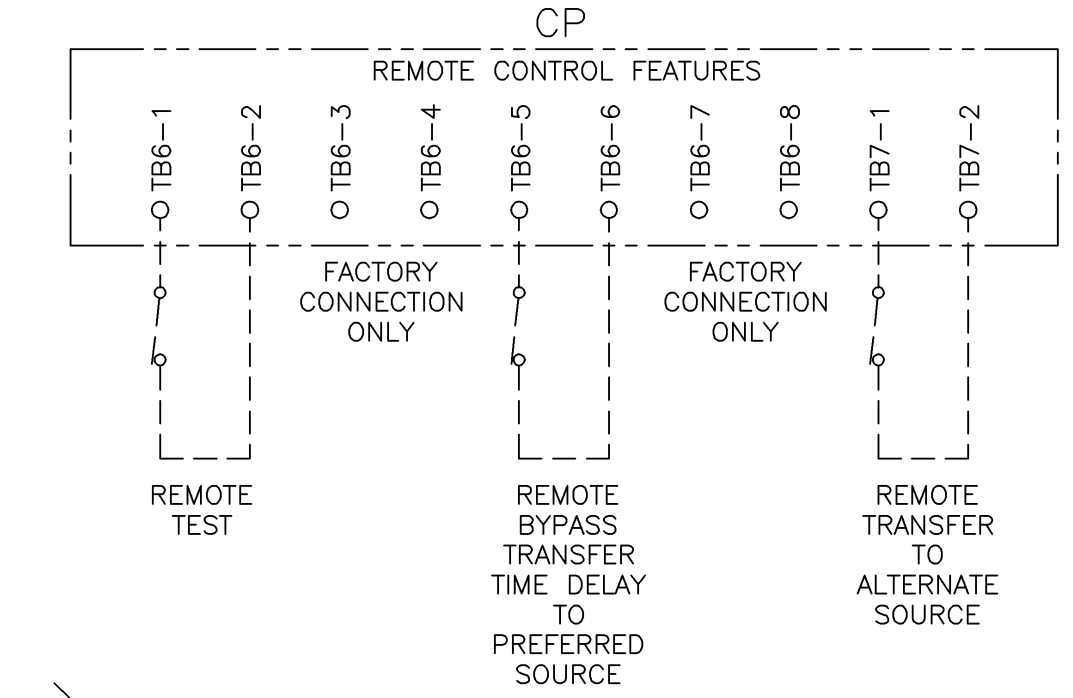 CP
REMOTE CONTROL FEATURES
TB6-1
TB6-2
TB6-3
TB6-4
TB6-5
TB6-6
TB6-7
TB6-8
TB7-1
TB7-2
FACTORY
CONNECTION
ONLY
FACTORY
CONNECTION
ONLY
REMOTE
TEST
REMOTE
BYPASS
TRANSFER
TIME DELAY
TO
PREFERRED
SOURCE
REMOTE
TRANSFER
TO
ALTERNATE
SOURCE